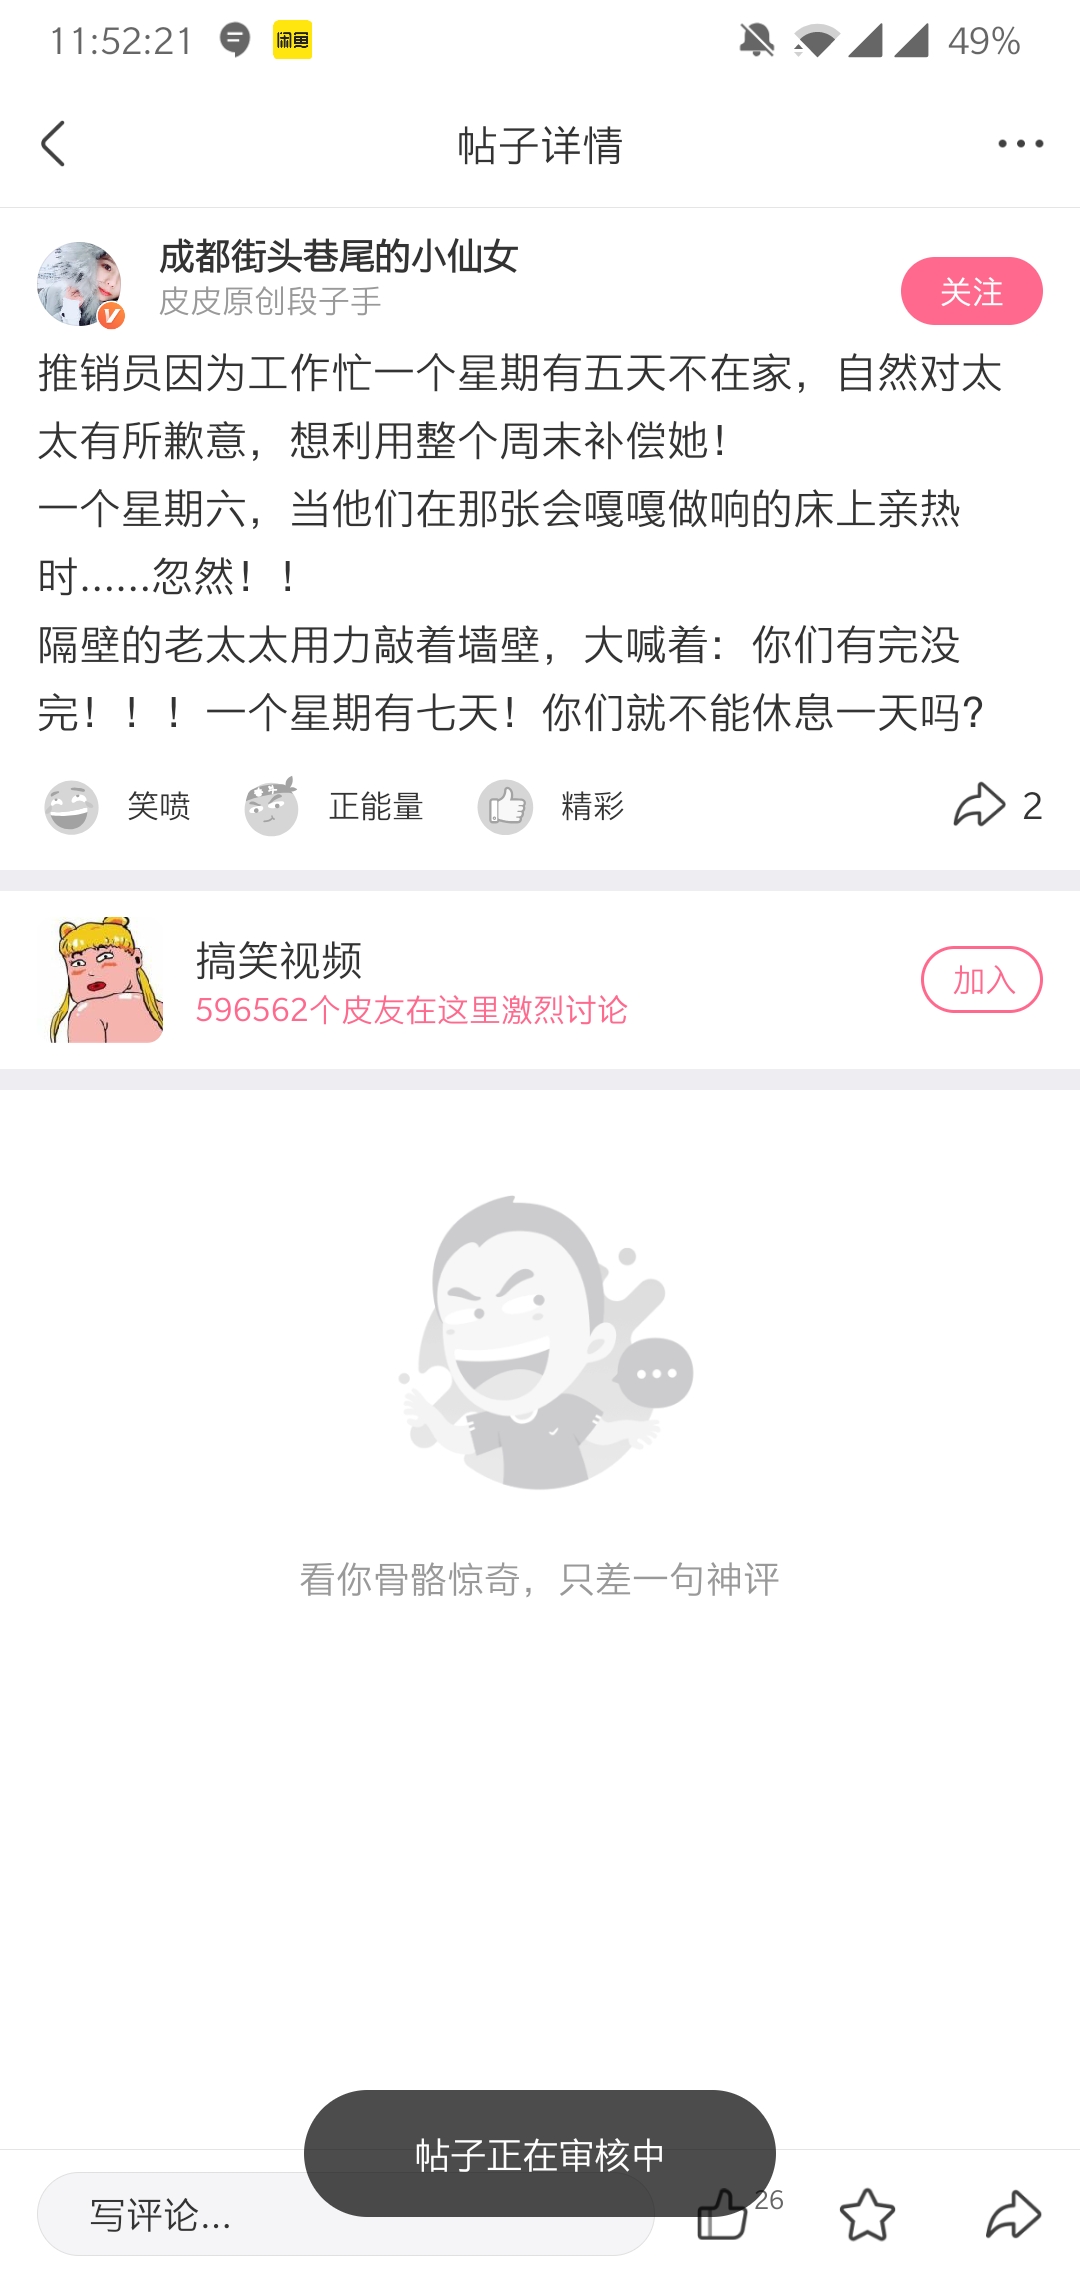 11:52:21 闲鱼 49%
帖子详情
成都街头巷尾的小仙女
皮皮原创段子手
V
关注
推销员因为工作忙一个星期有五天不在家，自然对太
太有所歉意，想利用整个周末补偿她！
一个星期六，当他们在那张会嘎嘎做响的床上亲热
时......忽然！！
隔壁的老太太用力敲着墙壁，大喊着：你们有完没
完！！！一个星期有七天！你们就不能休息一天吗?
笑喷 正能量 精彩 2
搞笑视频
596562个皮友在这里激烈讨论
加入
看你骨骼惊奇，只差一句神评
帖子正在审核中
写评论... 26